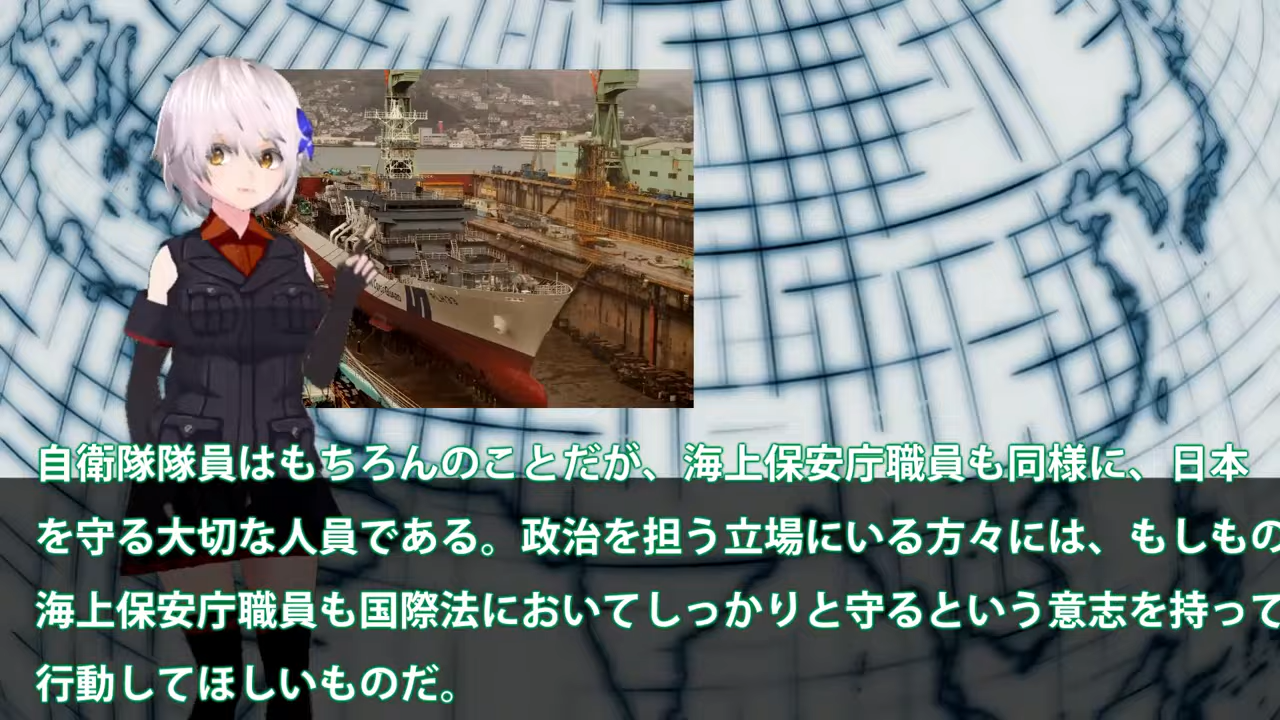 自衛隊隊員はもちろんのことだが、海上保安庁職員も同様に、日本
を守る大切な人員である。政治を担う立場にいる方々には、もしもの
海上保安庁職員も国際法においてしっかりと守るという意志を持って
行動してほしいものだ。